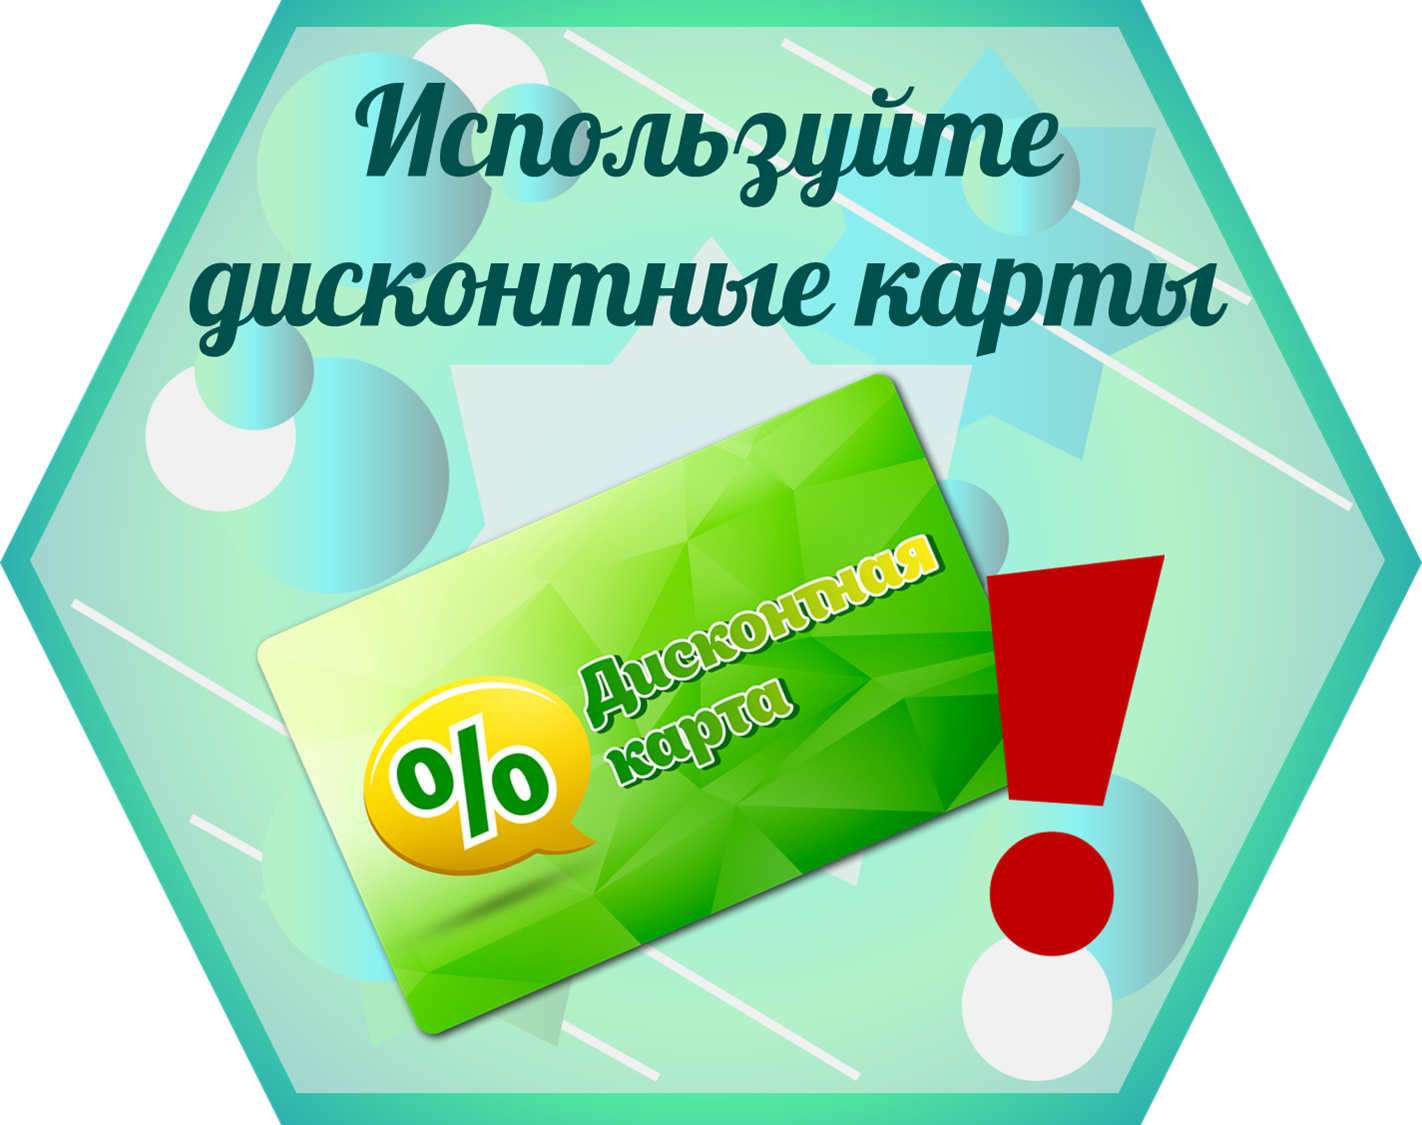 Используйте
дисконтные карты
Дисконтная
карта
%
!